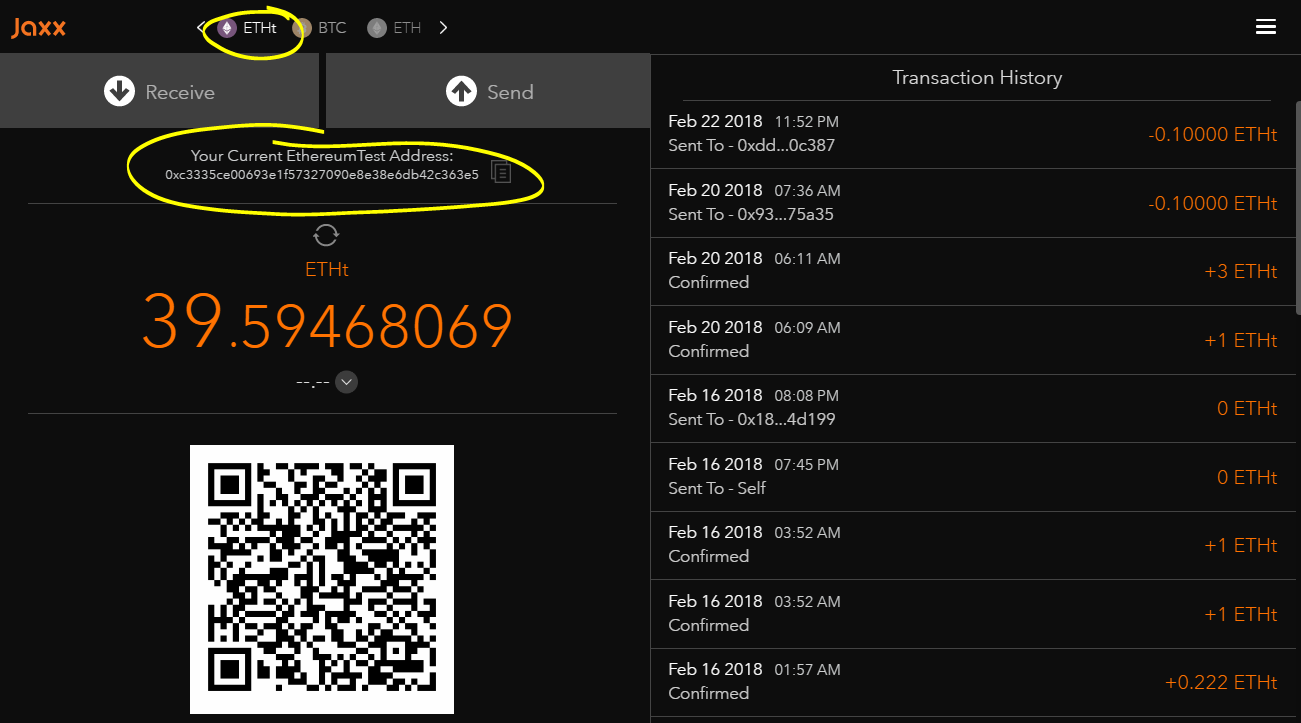 Jaxx
ETHt BTC ETH
Receive
Send
Your Current EthereumTest Address:
0xc3335ce00693e1f57327090e8e38e6db42c363e5
ETHt
39.59468069
--.--
Transaction History
Feb 22 2018 11:52 PM
Sent To - 0xdd...0c387
-0.10000 ETHt
Feb 20 2018 07:36 AM
Sent To - 0x93...75a35
-0.10000 ETHt
Feb 20 2018 06:11 AM
Confirmed
+3 ETHt
Feb 20 2018 06:09 AM
Confirmed
+1 ETHt
Feb 16 2018 08:08 PM
Sent To - 0x18...4d199
0 ETHt
Feb 16 2018 07:45 PM
Sent To - Self
0 ETHt
Feb 16 2018 03:52 AM
Confirmed
+1 ETHt
Feb 16 2018 03:52 AM
Confirmed
+1 ETHt
Feb 16 2018 01:57 AM
Confirmed
+0.222 ETHt